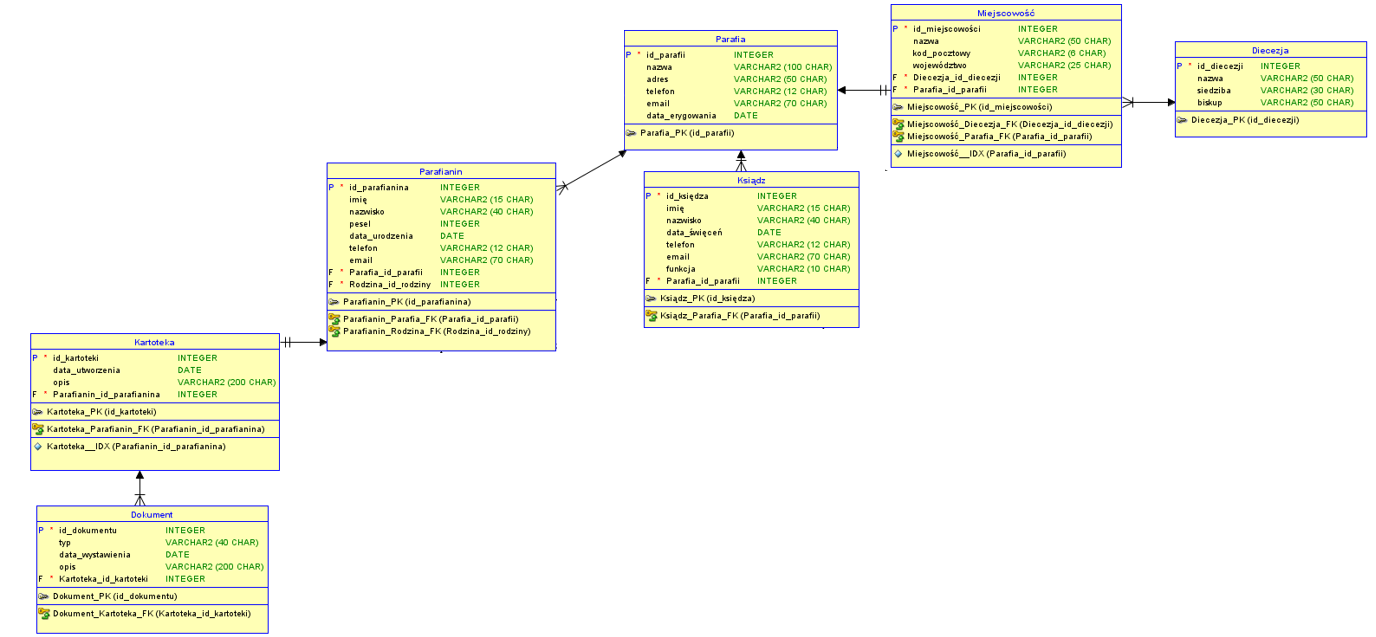 Miejscowość
P * id_miejscowości INTEGER
nazwa VARCHAR2 (50 CHAR)
kod_pocztowy VARCHAR2 (6 CHAR)
województwo VARCHAR2 (25 CHAR)
F * Diecezja_id_diecezji INTEGER
F * Parafia_id_parafii INTEGER
Miejscowość_PK (id_miejscowości)
Miejscowość_Diecezja_FK (Diecezja_id_diecezji)
Miejscowość_Parafia_FK (Parafia_id_parafii)
Miejscowość__IDX (Parafia_id_parafii)
Parafia
P * id_parafii INTEGER
nazwa VARCHAR2 (100 CHAR)
adres VARCHAR2 (50 CHAR)
telefon VARCHAR2 (12 CHAR)
email VARCHAR2 (70 CHAR)
data_erygowania DATE
Parafia_PK (id_parafii)
Diecezja
P * id_diecezji INTEGER
nazwa VARCHAR2 (50 CHAR)
siedziba VARCHAR2 (30 CHAR)
biskup VARCHAR2 (50 CHAR)
Diecezja_PK (id_diecezji)
Parafianin
P * id_parafianina INTEGER
imię VARCHAR2 (15 CHAR)
nazwisko VARCHAR2 (40 CHAR)
pesel INTEGER
data_urodzenia DATE
telefon VARCHAR2 (12 CHAR)
email VARCHAR2 (70 CHAR)
F * Parafia_id_parafii INTEGER
F * Rodzina_id_rodziny INTEGER
Parafianin_PK (id_parafianina)
Parafianin_Parafia_FK (Parafia_id_parafii)
Parafianin_Rodzina_FK (Rodzina_id_rodziny)
Ksiądz
P * id_księdza INTEGER
imię VARCHAR2 (15 CHAR)
nazwisko VARCHAR2 (40 CHAR)
data_święceń DATE
telefon VARCHAR2 (12 CHAR)
email VARCHAR2 (70 CHAR)
funkcja VARCHAR2 (10 CHAR)
F * Parafia_id_parafii INTEGER
Ksiądz_PK (id_księdza)
Ksiądz_Parafia_FK (Parafia_id_parafii)
Kartoteka
P * id_kartoteki INTEGER
data_utworzenia DATE
opis VARCHAR2 (200 CHAR)
F * Parafianin_id_parafianina INTEGER
Kartoteka_PK (id_kartoteki)
Kartoteka_Parafianin_FK (Parafianin_id_parafianina)
Kartoteka__IDX (Parafianin_id_parafianina)
Dokument
P * id_dokumentu INTEGER
typ VARCHAR2 (40 CHAR)
data_wystawienia DATE
opis VARCHAR2 (200 CHAR)
F * Kartoteka_id_kartoteki INTEGER
Dokument_PK (id_dokumentu)
Dokument_Kartoteka_FK (Kartoteka_id_kartoteki)